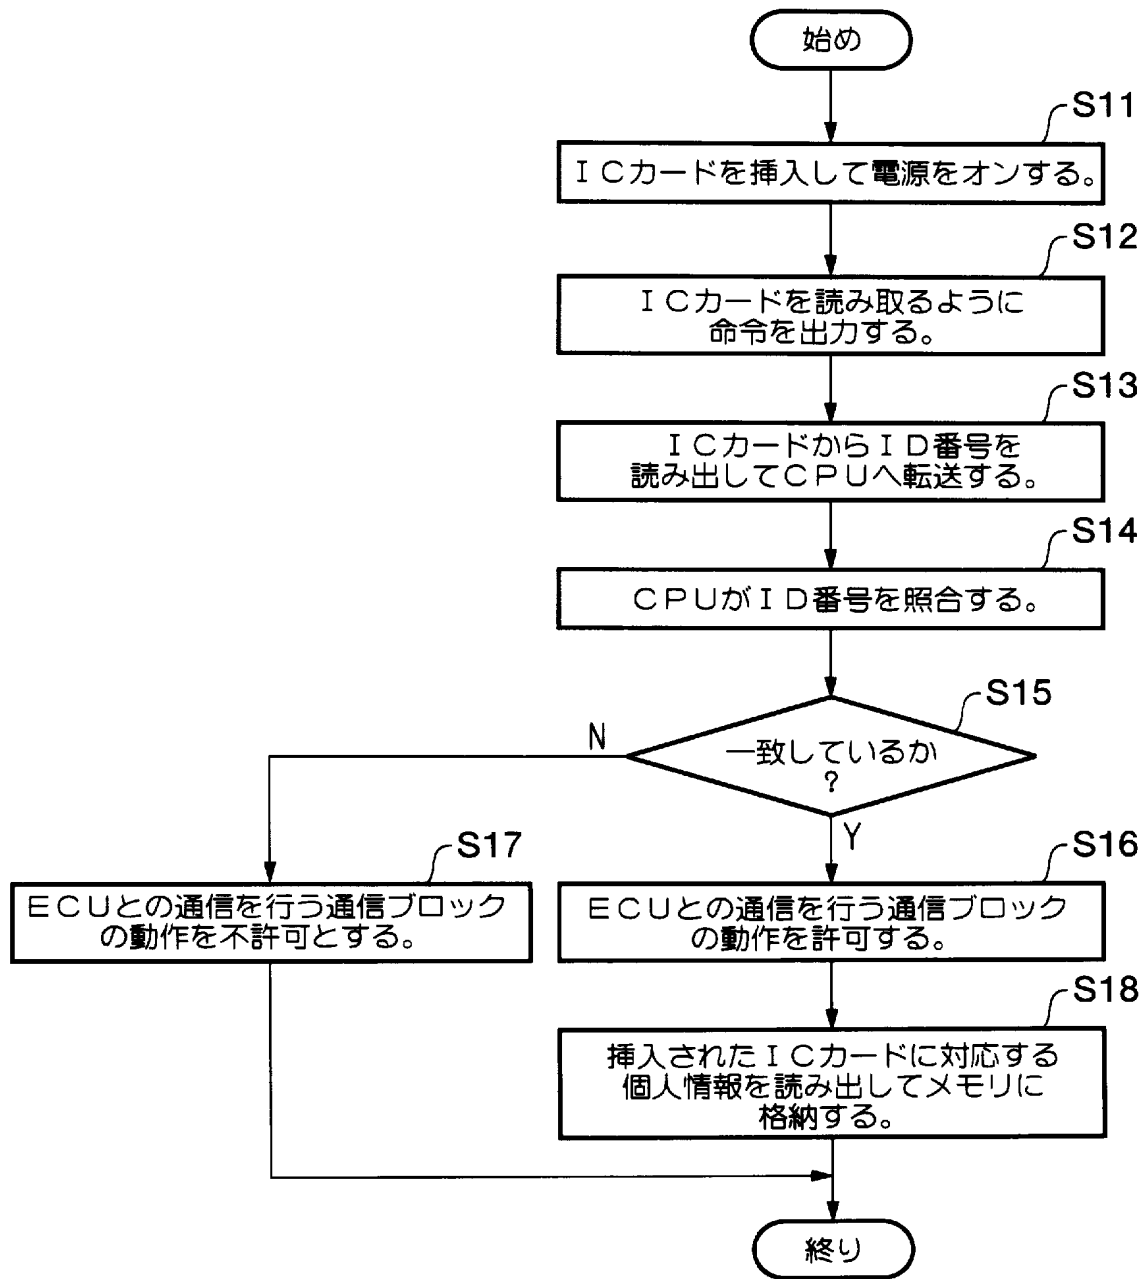 始め
S11
ＩＣカードを挿入して電源をオンする。
S12
ＩＣカードを読み取るように
命令を出力する。
S13
ＩＣカードからＩＤ番号を
読み出してＣＰＵへ転送する。
S14
ＣＰＵがＩＤ番号を照合する。
S15
一致しているか
？
N
Y
S17
ＥＣＵとの通信を行う通信ブロック
の動作を不許可とする。
S16
ＥＣＵとの通信を行う通信ブロック
の動作を許可する。
S18
挿入されたＩＣカードに対応する
個人情報を読み出してメモリに
格納する。
終り